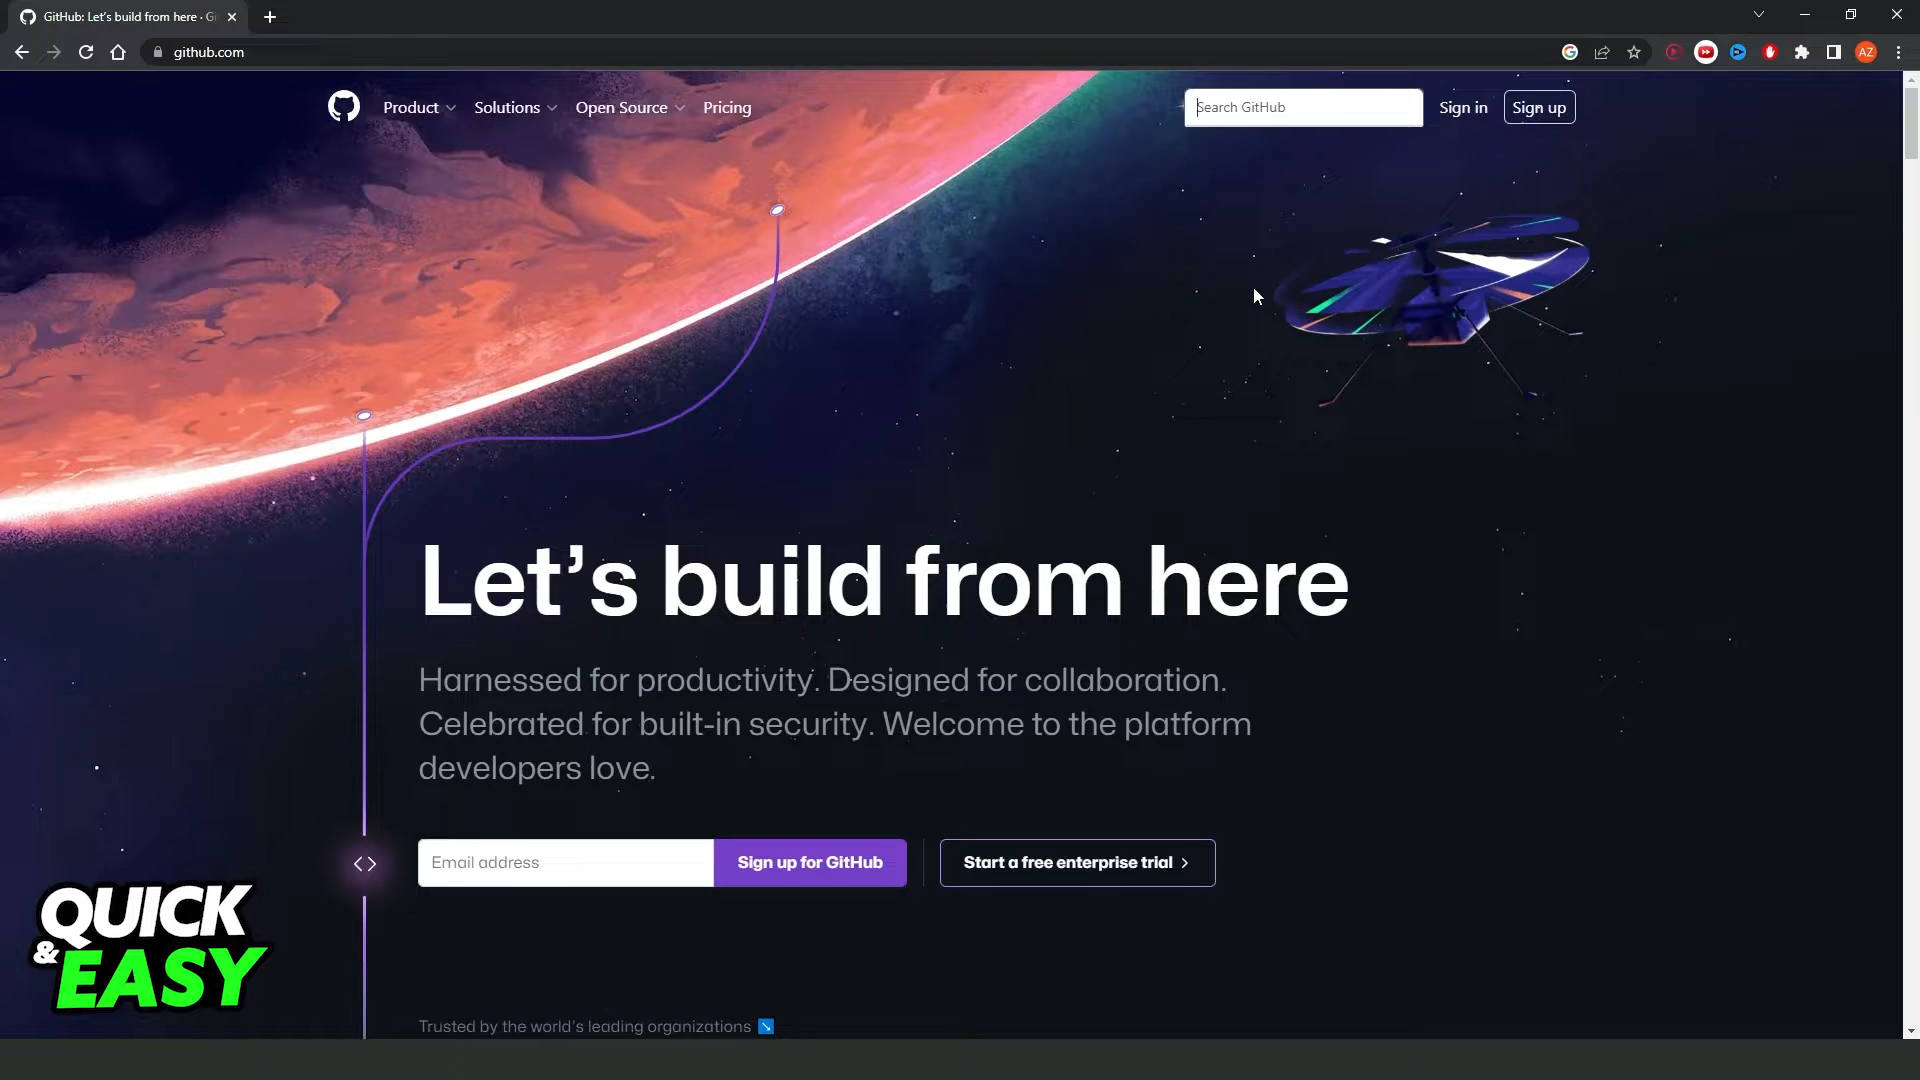 GitHub: Let's build from here · Gi
github.com
AZ
Product
Solutions
Open Source
Pricing
Search GitHub
Sign in
Sign up
Let’s build from here
Harnessed for productivity. Designed for collaboration.
Celebrated for built-in security. Welcome to the platform
developers love.
Email address
Sign up for GitHub
Start a free enterprise trial
QUICK
& EASY
Trusted by the world’s leading organizations